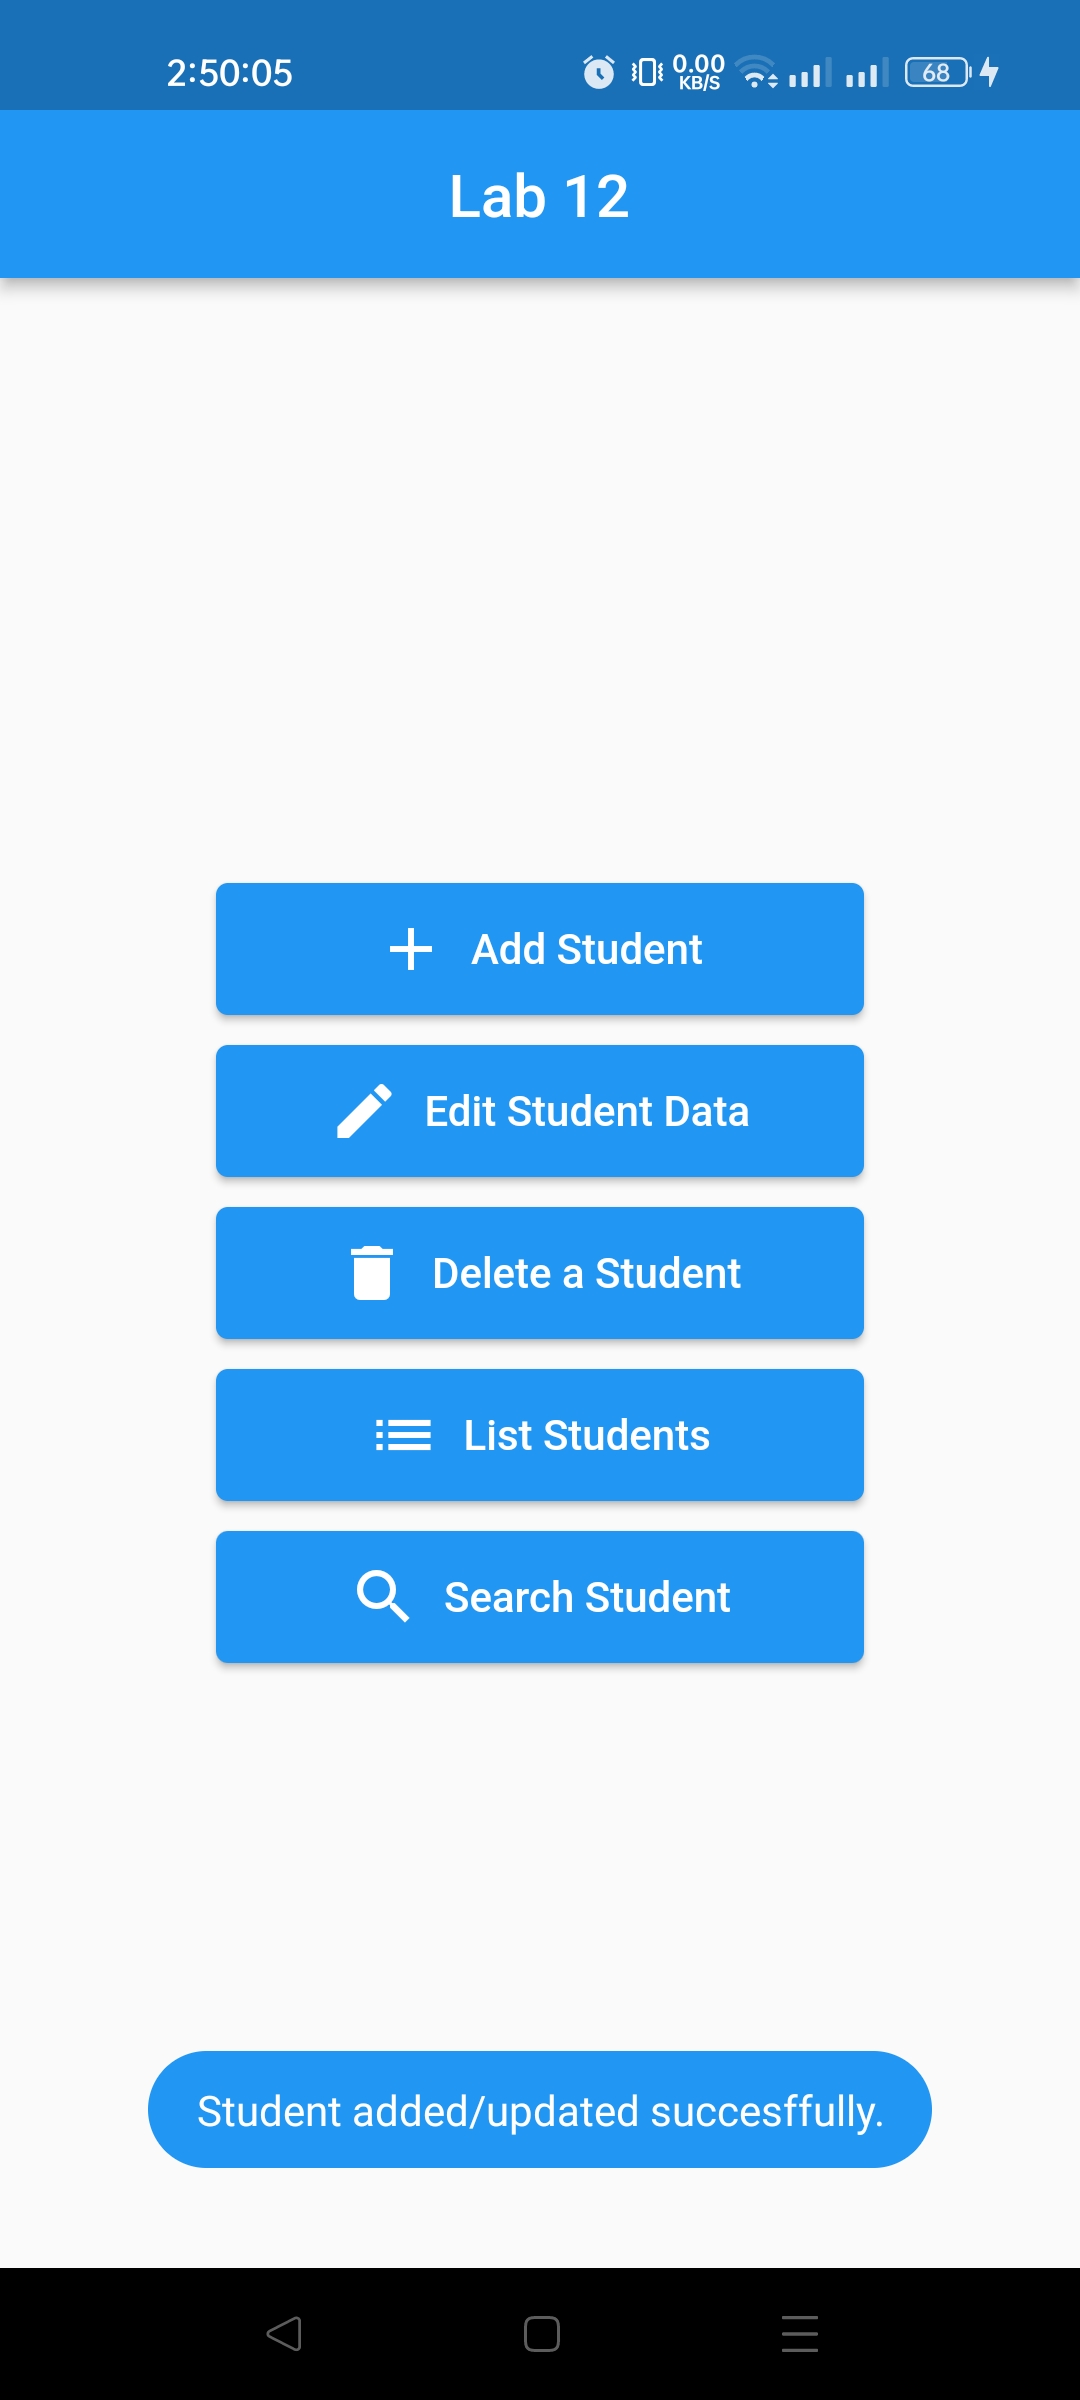 2:50:05
0.00
KB/S
68
Lab 12
Add Student
Edit Student Data
Delete a Student
List Students
Search Student
Student added/updated succesffully.